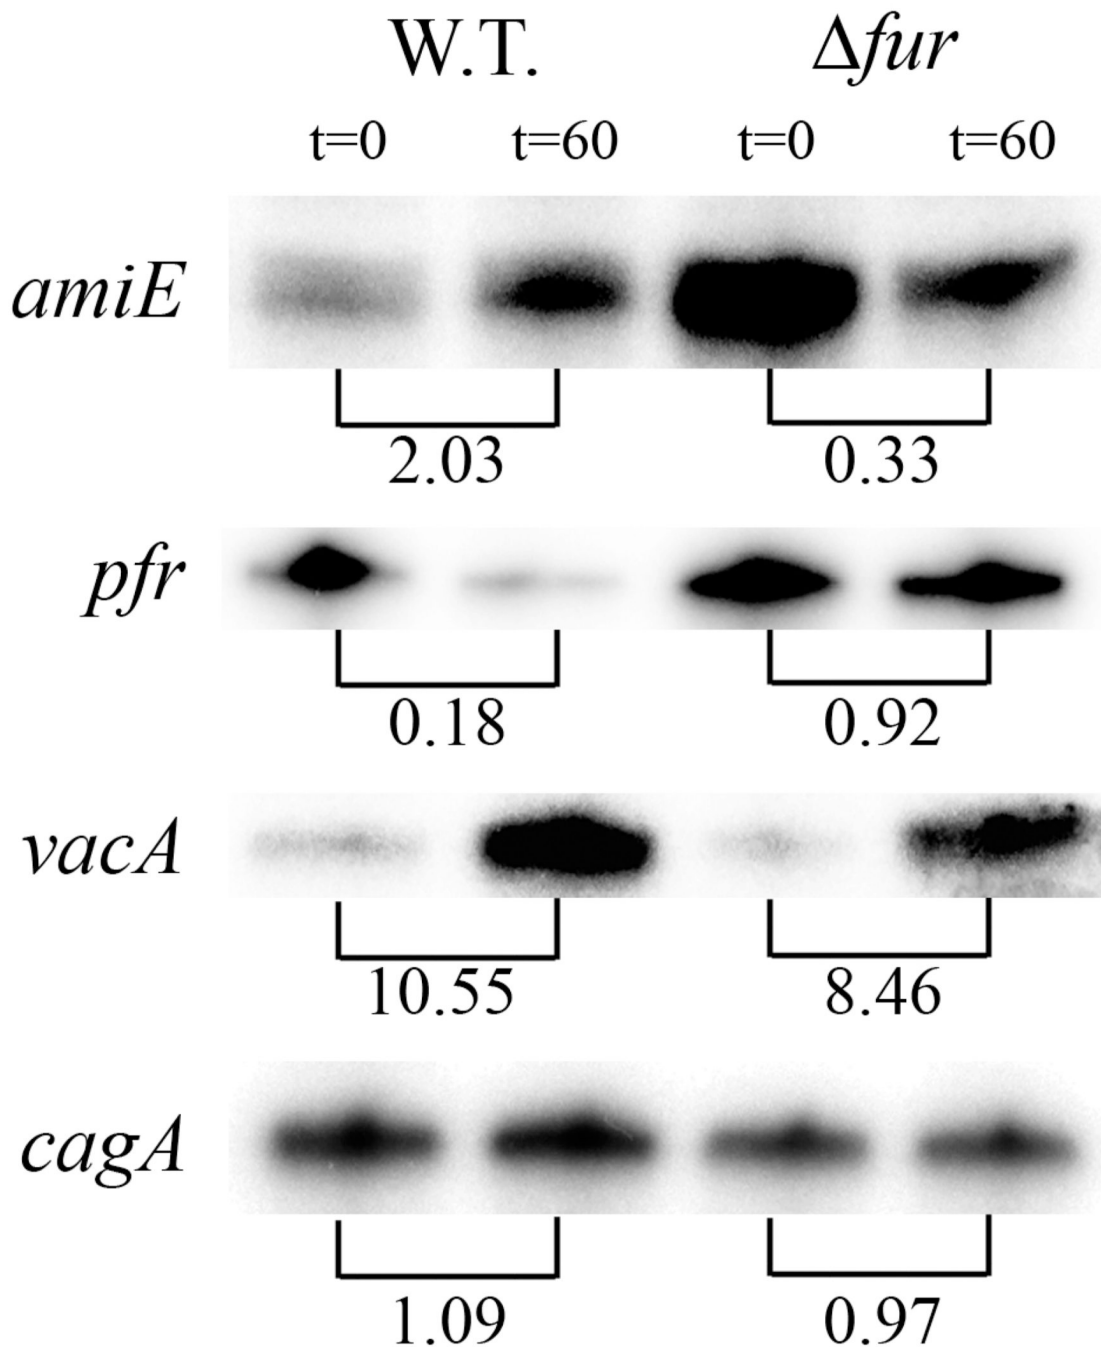 W.T. Δfur
t=0 t=60 t=0 t=60
amiE
2.03 0.33
pfr
0.18 0.92
vacA
10.55 8.46
cagA
1.09 0.97